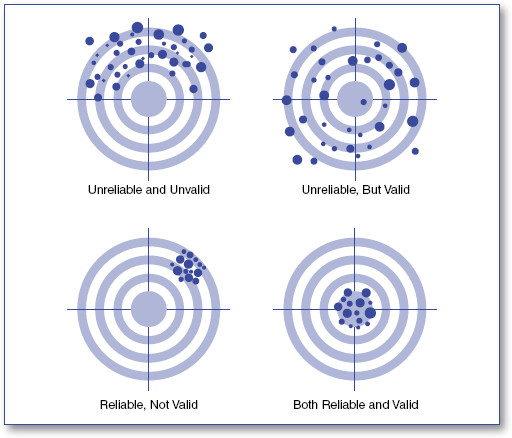 Unreliable and Unvalid
Unreliable, But Valid
Reliable, Not Valid
Both Reliable and Valid